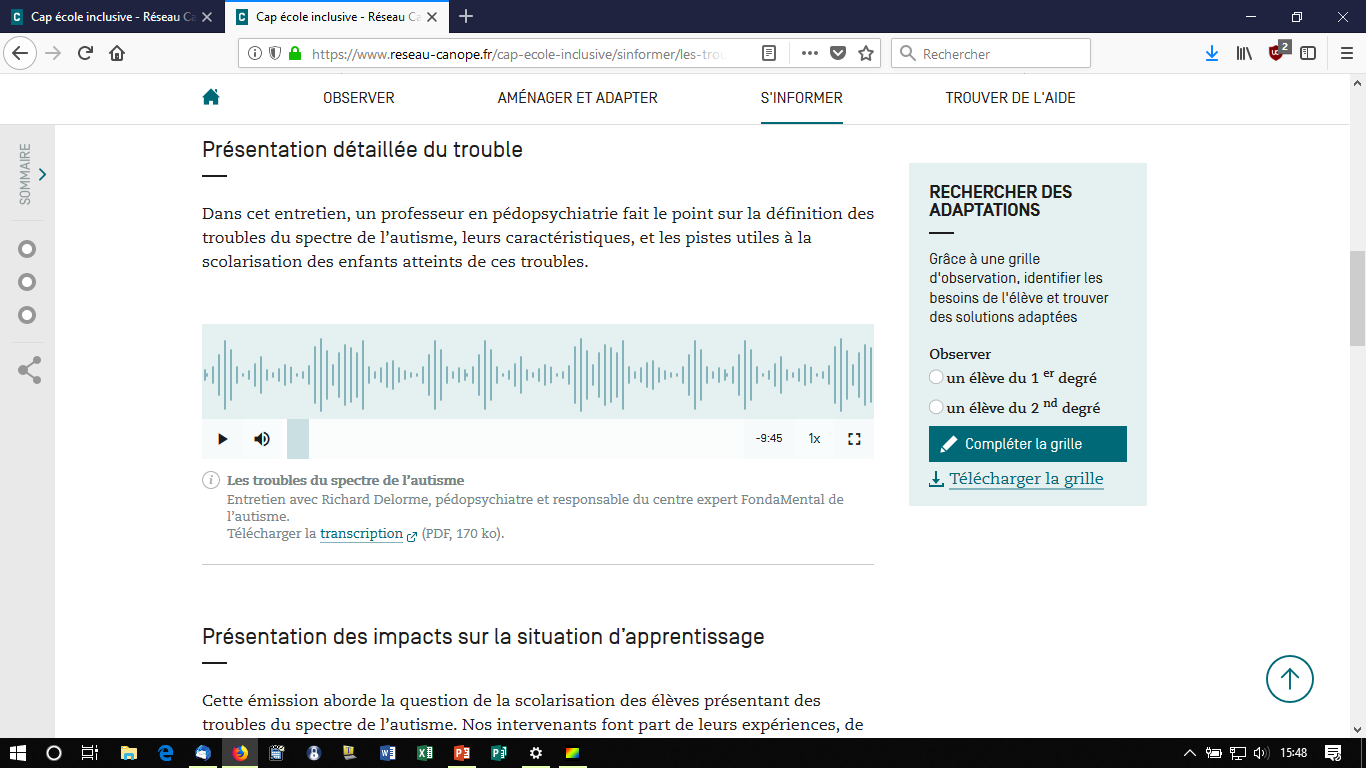 Cap école inclusive - Réseau Ca
Cap école inclusive - Réseau Ca
https://www.reseau-canope.fr/cap-ecole-inclusive/sinformer/les-trou
Rechercher
2
OBSERVER
AMÉNAGER ET ADAPTER
S'INFORMER
TROUVER DE L'AIDE
SOMMAIRE
Présentation détaillée du trouble
Dans cet entretien, un professeur en pédopsychiatrie fait le point sur la définition des
troubles du spectre de l’autisme, leurs caractéristiques, et les pistes utiles à la
scolarisation des enfants atteints de ces troubles.
-9:45
1x
Les troubles du spectre de l’autisme
Entretien avec Richard Delorme, pédopsychiatre et responsable du centre expert FondaMental de
l’autisme.
Télécharger la transcription (PDF, 170 ko).
Présentation des impacts sur la situation d’apprentissage
Cette émission aborde la question de la scolarisation des élèves présentant des
troubles du spectre de l’autisme. Nos intervenants font part de leurs expériences, de
RECHERCHER DES
ADAPTATIONS
Grâce à une grille
d'observation, identifier les
besoins de l'élève et trouver
des solutions adaptées
Observer
un élève du 1 er degré
un élève du 2 nd degré
Compléter la grille
Télécharger la grille
15:48